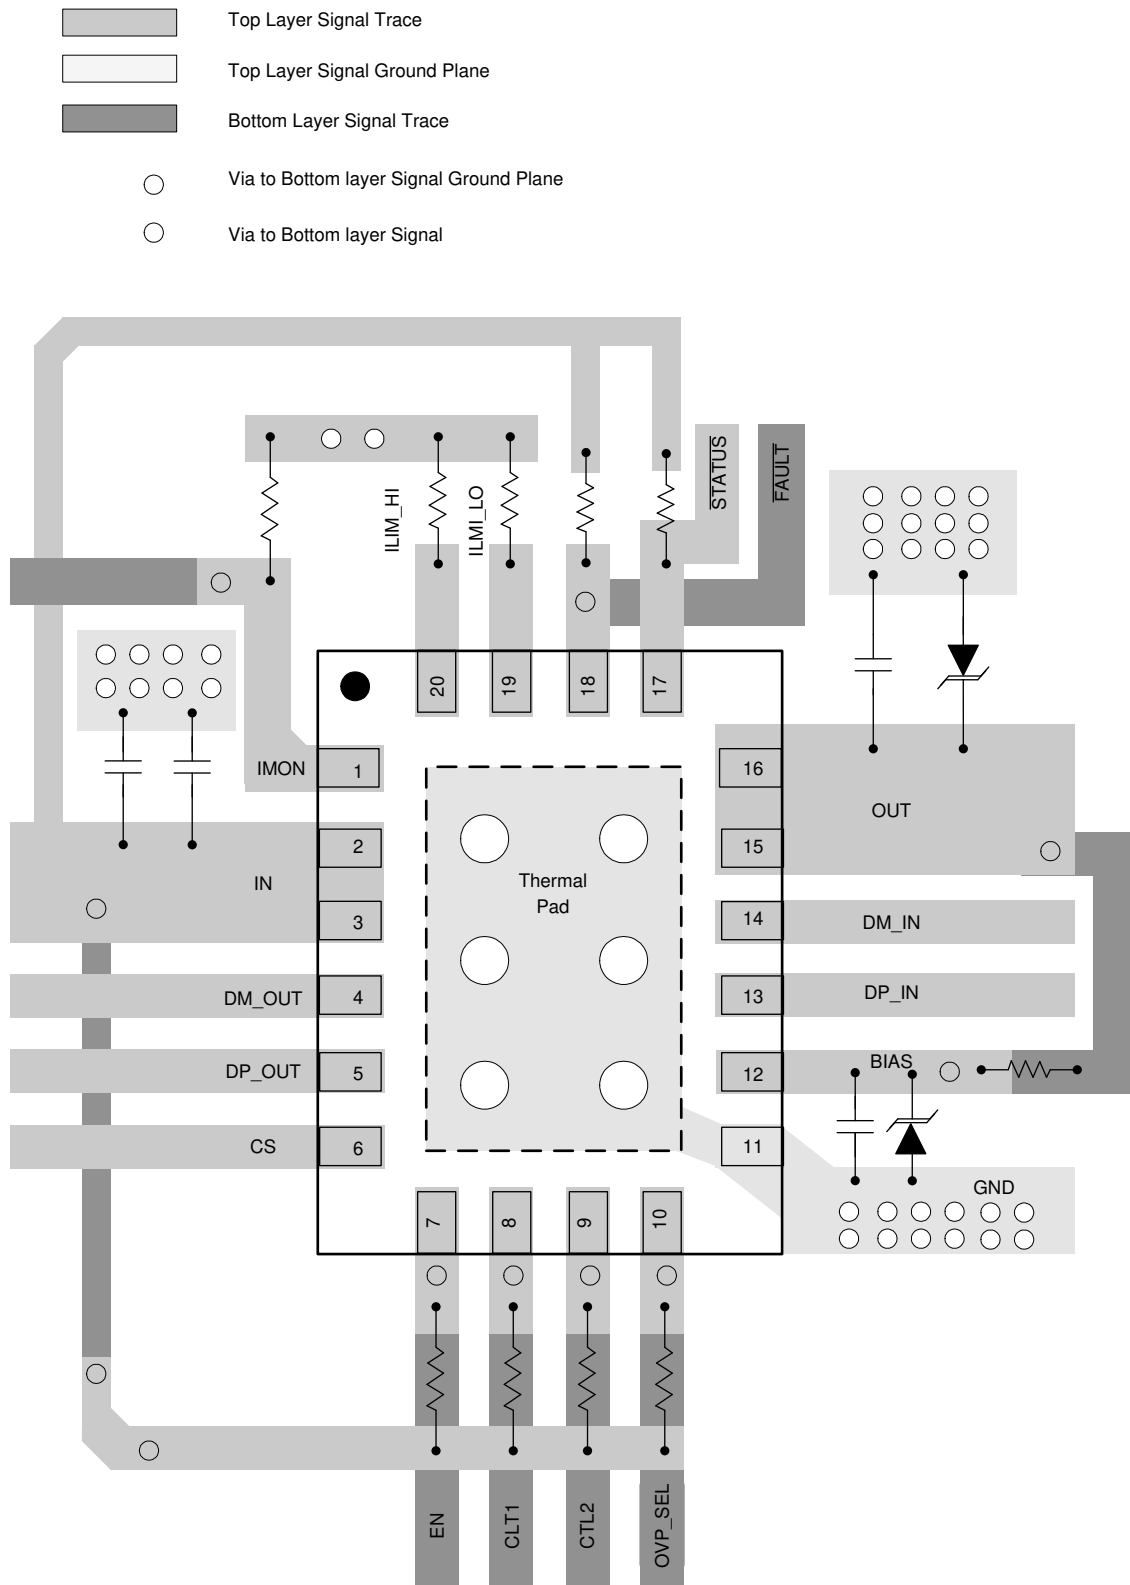 Top Layer Signal Trace
Top Layer Signal Ground Plane
Bottom Layer Signal Trace
Via to Bottom layer Signal Ground Plane
Via to Bottom layer Signal
STATUS
FAULT
ILIM_HI
ILMI_LO
20
19
18
17
IMON
1
16
OUT
2
15
IN
Thermal
Pad
3
14
DM_IN
DM_OUT
4
13
DP_IN
DP_OUT
5
12
BIAS
CS
6
11
GND
7
8
9
10
EN
CLT1
CTL2
OVP_SEL